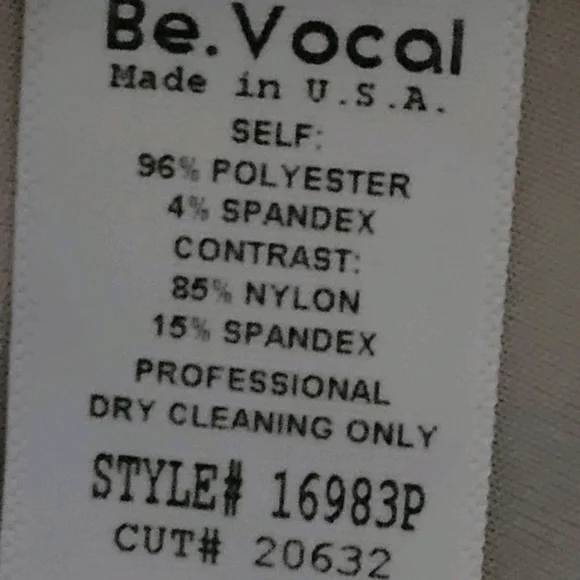 Be.Vocal
Made in U.S.A.
SELF:
96% POLYESTER
4% SPANDEX
CONTRAST:
85% NYLON
15% SPANDEX
PROFESSIONAL
DRY CLEANING ONLY
STYLE# 16983P
CUT# 20632